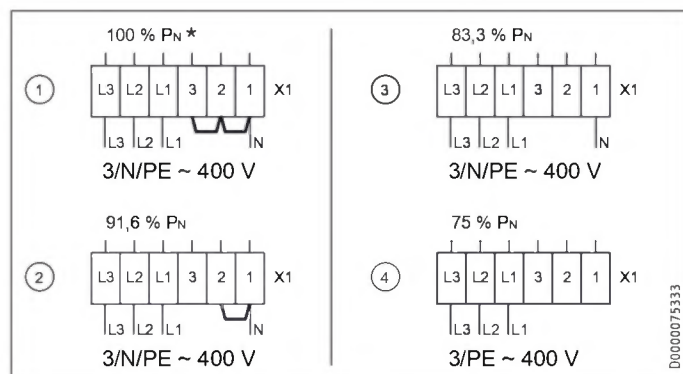 100 % PN *
1
L3 L2 L1 3 2 1 X1
L3 L2 L1 N
3/N/PE ~ 400 V
91,6 % PN
2
L3 L2 L1 3 2 1 X1
L3 L2 L1 N
3/N/PE ~ 400 V
83,3 % PN
3
L3 L2 L1 3 2 1 X1
L3 L2 L1 N
3/N/PE ~ 400 V
75 % PN
4
L3 L2 L1 3 2 1 X1
L3 L2 L1
3/PE ~ 400 V
D0000075333